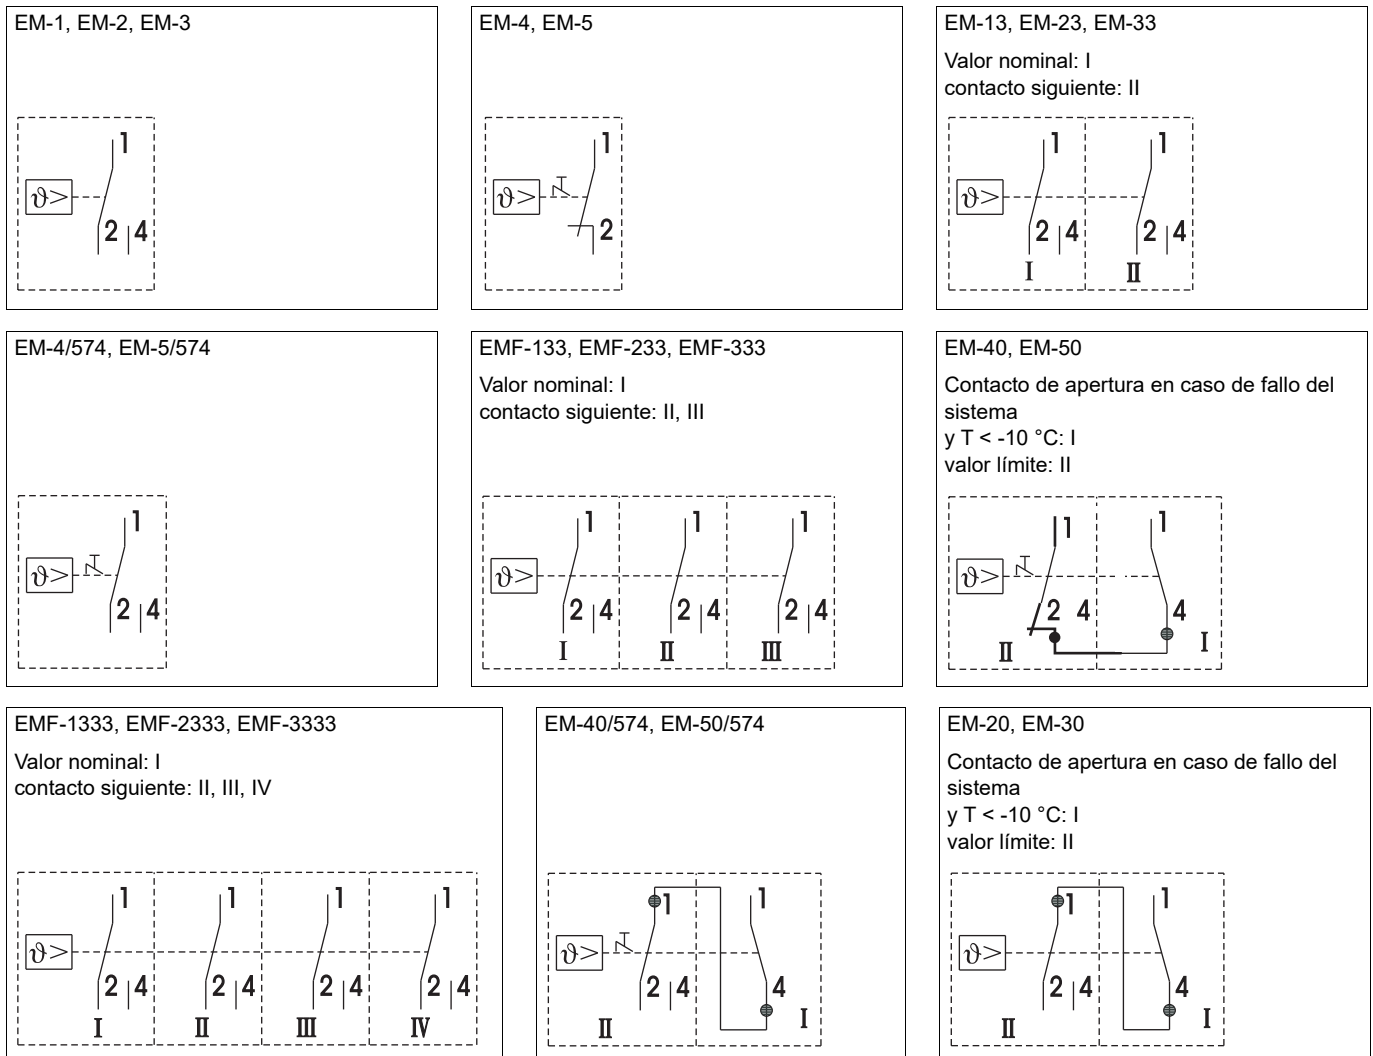 EM-1, EM-2, EM-3
1
ϑ>
2 4
EM-4, EM-5
1
ϑ>
2
EM-13, EM-23, EM-33
Valor nominal: I
contacto siguiente: II
1 1
ϑ>
2 4 2 4
I II
EM-4/574, EM-5/574
1
ϑ>
2 4
EMF-133, EMF-233, EMF-333
Valor nominal: I
contacto siguiente: II, III
1 1 1
ϑ>
2 4 2 4 2 4
I II III
EM-40, EM-50
Contacto de apertura en caso de fallo del
sistema
y T < -10 °C: I
valor límite: II
1 1
ϑ>
2 4 4
II I
EMF-1333, EMF-2333, EMF-3333
Valor nominal: I
contacto siguiente: II, III, IV
1 1 1 1
ϑ>
2 4 2 4 2 4 2 4
I II III IV
EM-40/574, EM-50/574
1 1
ϑ>
2 4 4
II I
EM-20, EM-30
Contacto de apertura en caso de fallo del
sistema
y T < -10 °C: I
valor límite: II
1 1
ϑ>
2 4 4
II I